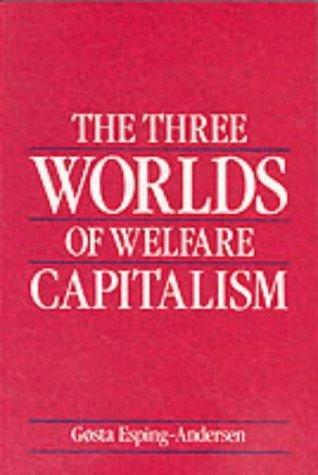 THE THREE
WORLDS
OF WELFARE
CAPITALISM
Gøsta Esping-Andersen